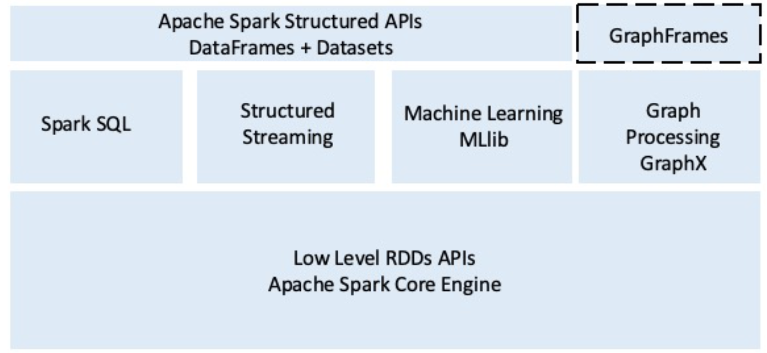 Apache Spark Structured APIs
DataFrames + Datasets
GraphFrames
Spark SQL
Structured
Streaming
Machine Learning
MLlib
Graph
Processing
GraphX
Low Level RDDs APIs
Apache Spark Core Engine